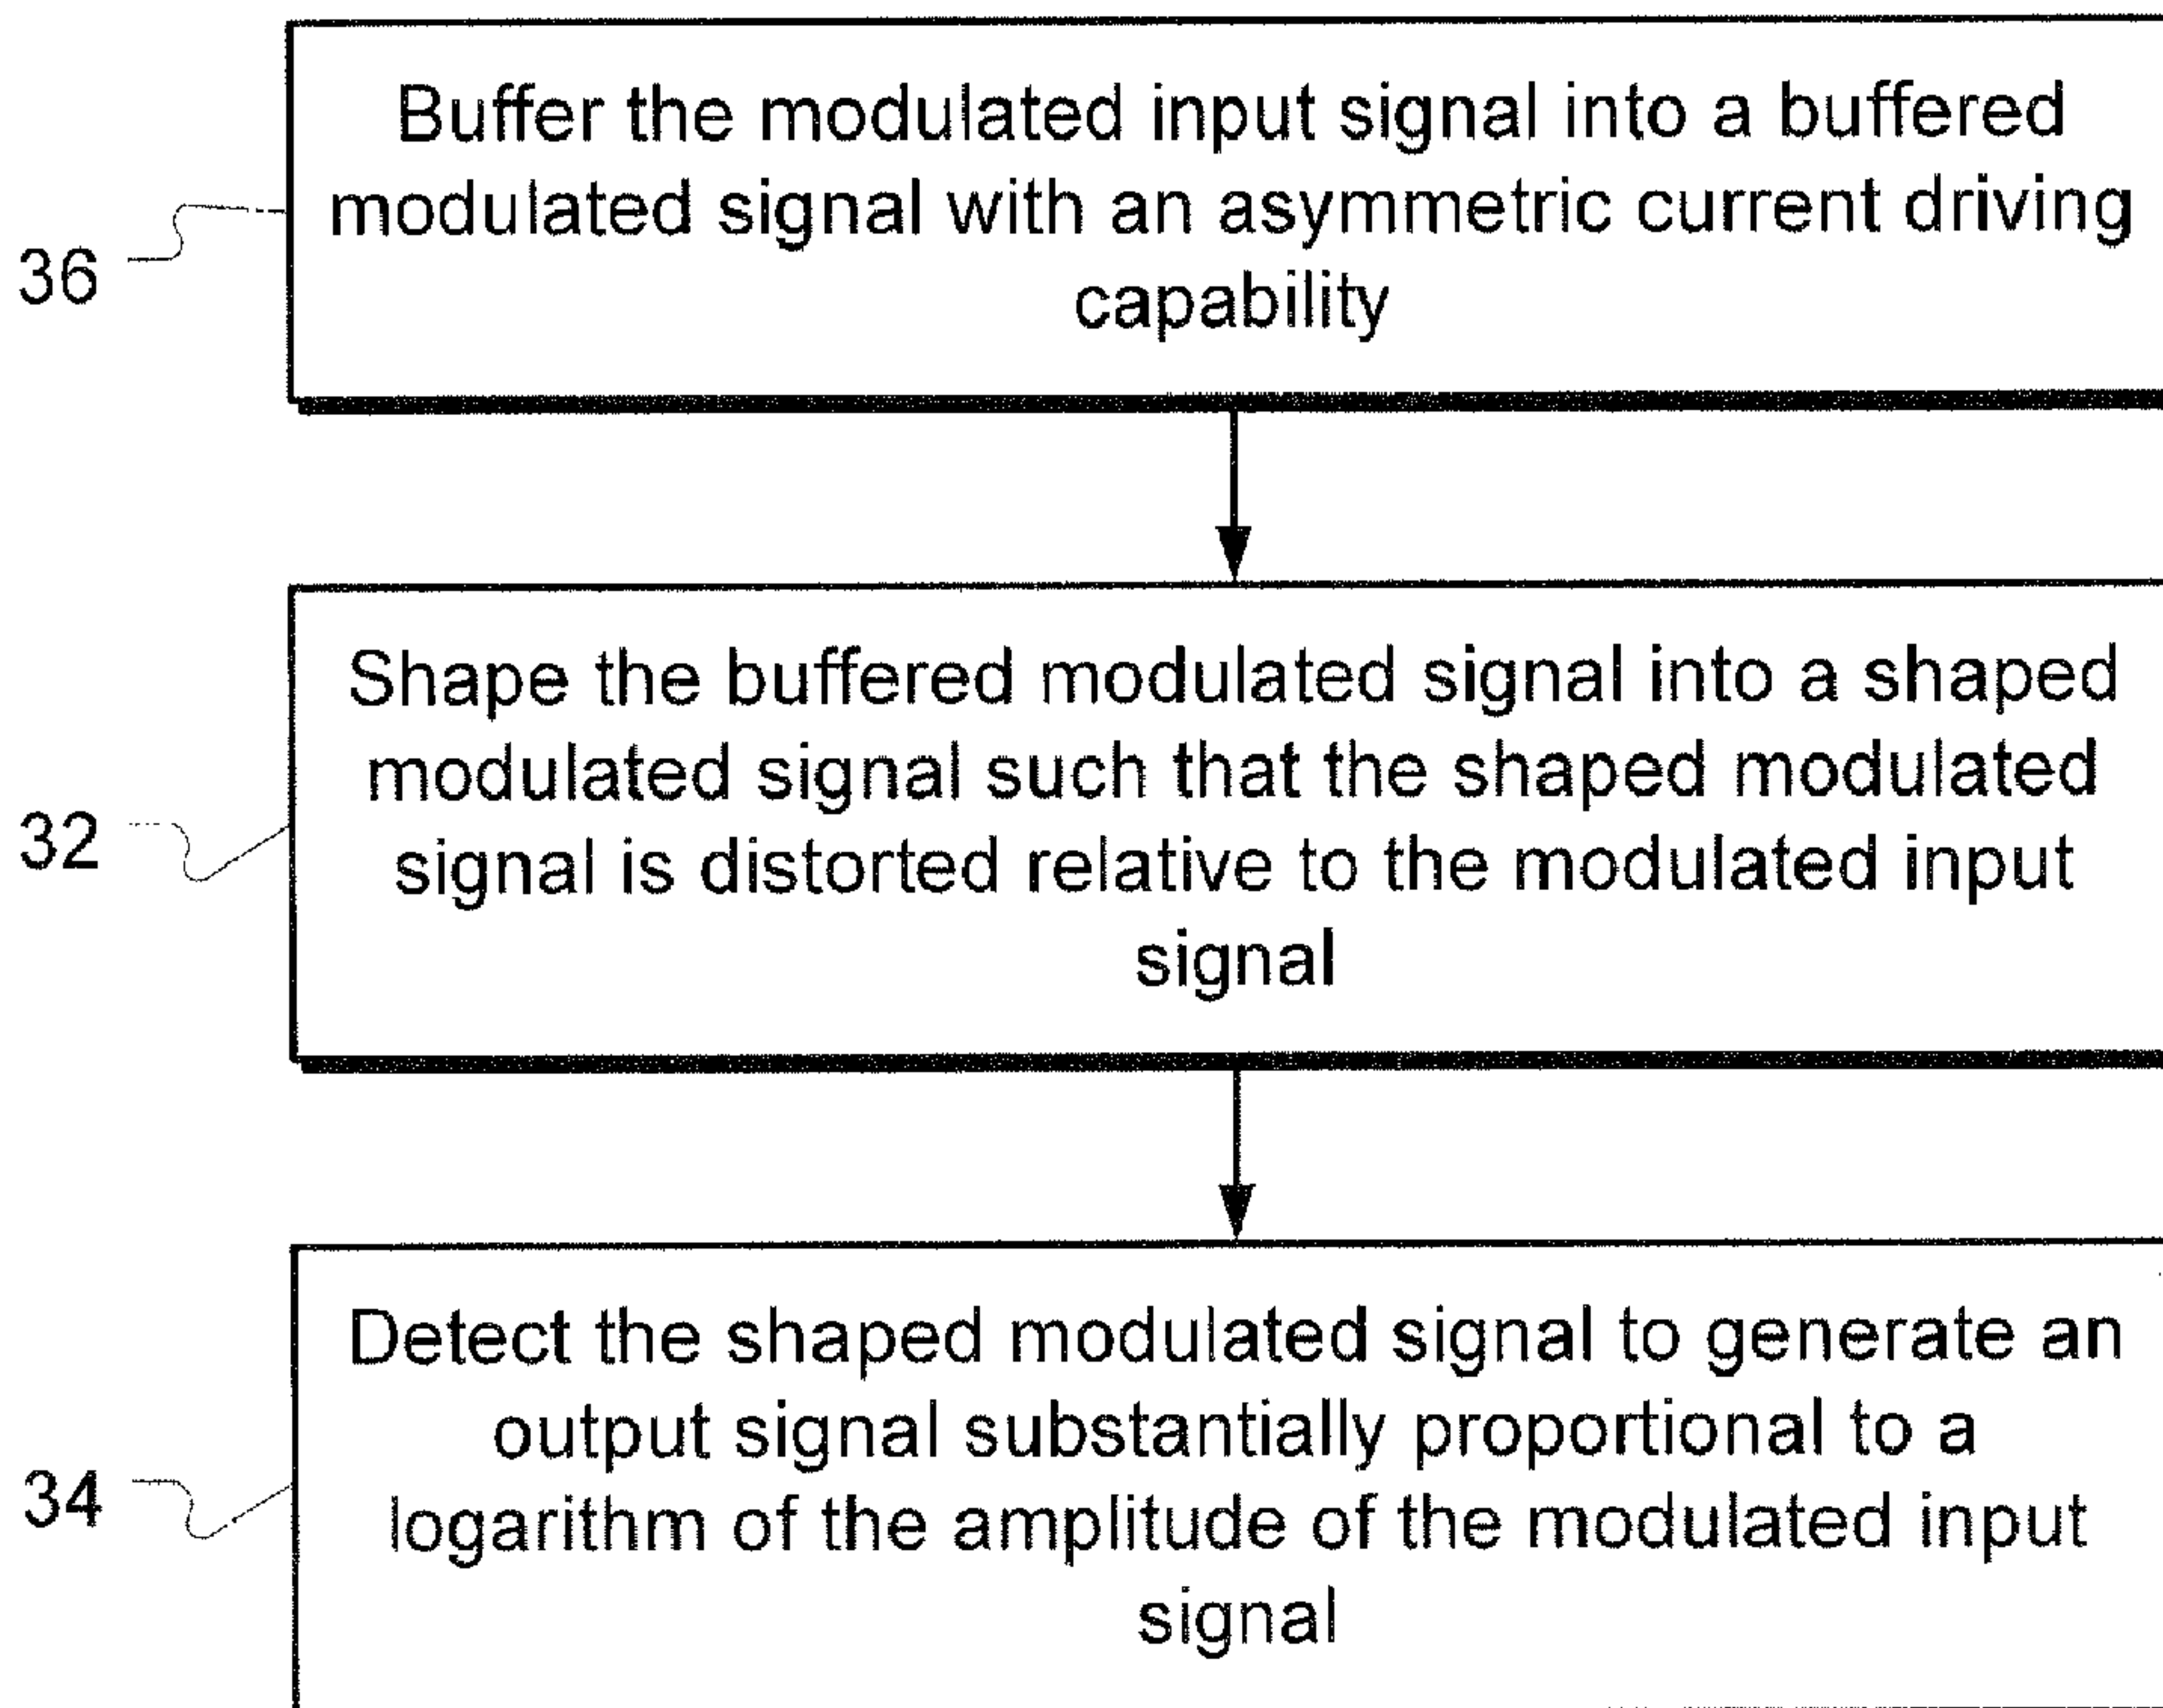 Buffer the modulated input signal into a buffered
modulated signal with an asymmetric current driving
capability
36
Shape the buffered modulated signal into a shaped
modulated signal such that the shaped modulated
signal is distorted relative to the modulated input
signal
32
Detect the shaped modulated signal to generate an
output signal substantially proportional to a
logarithm of the amplitude of the modulated input
signal
34